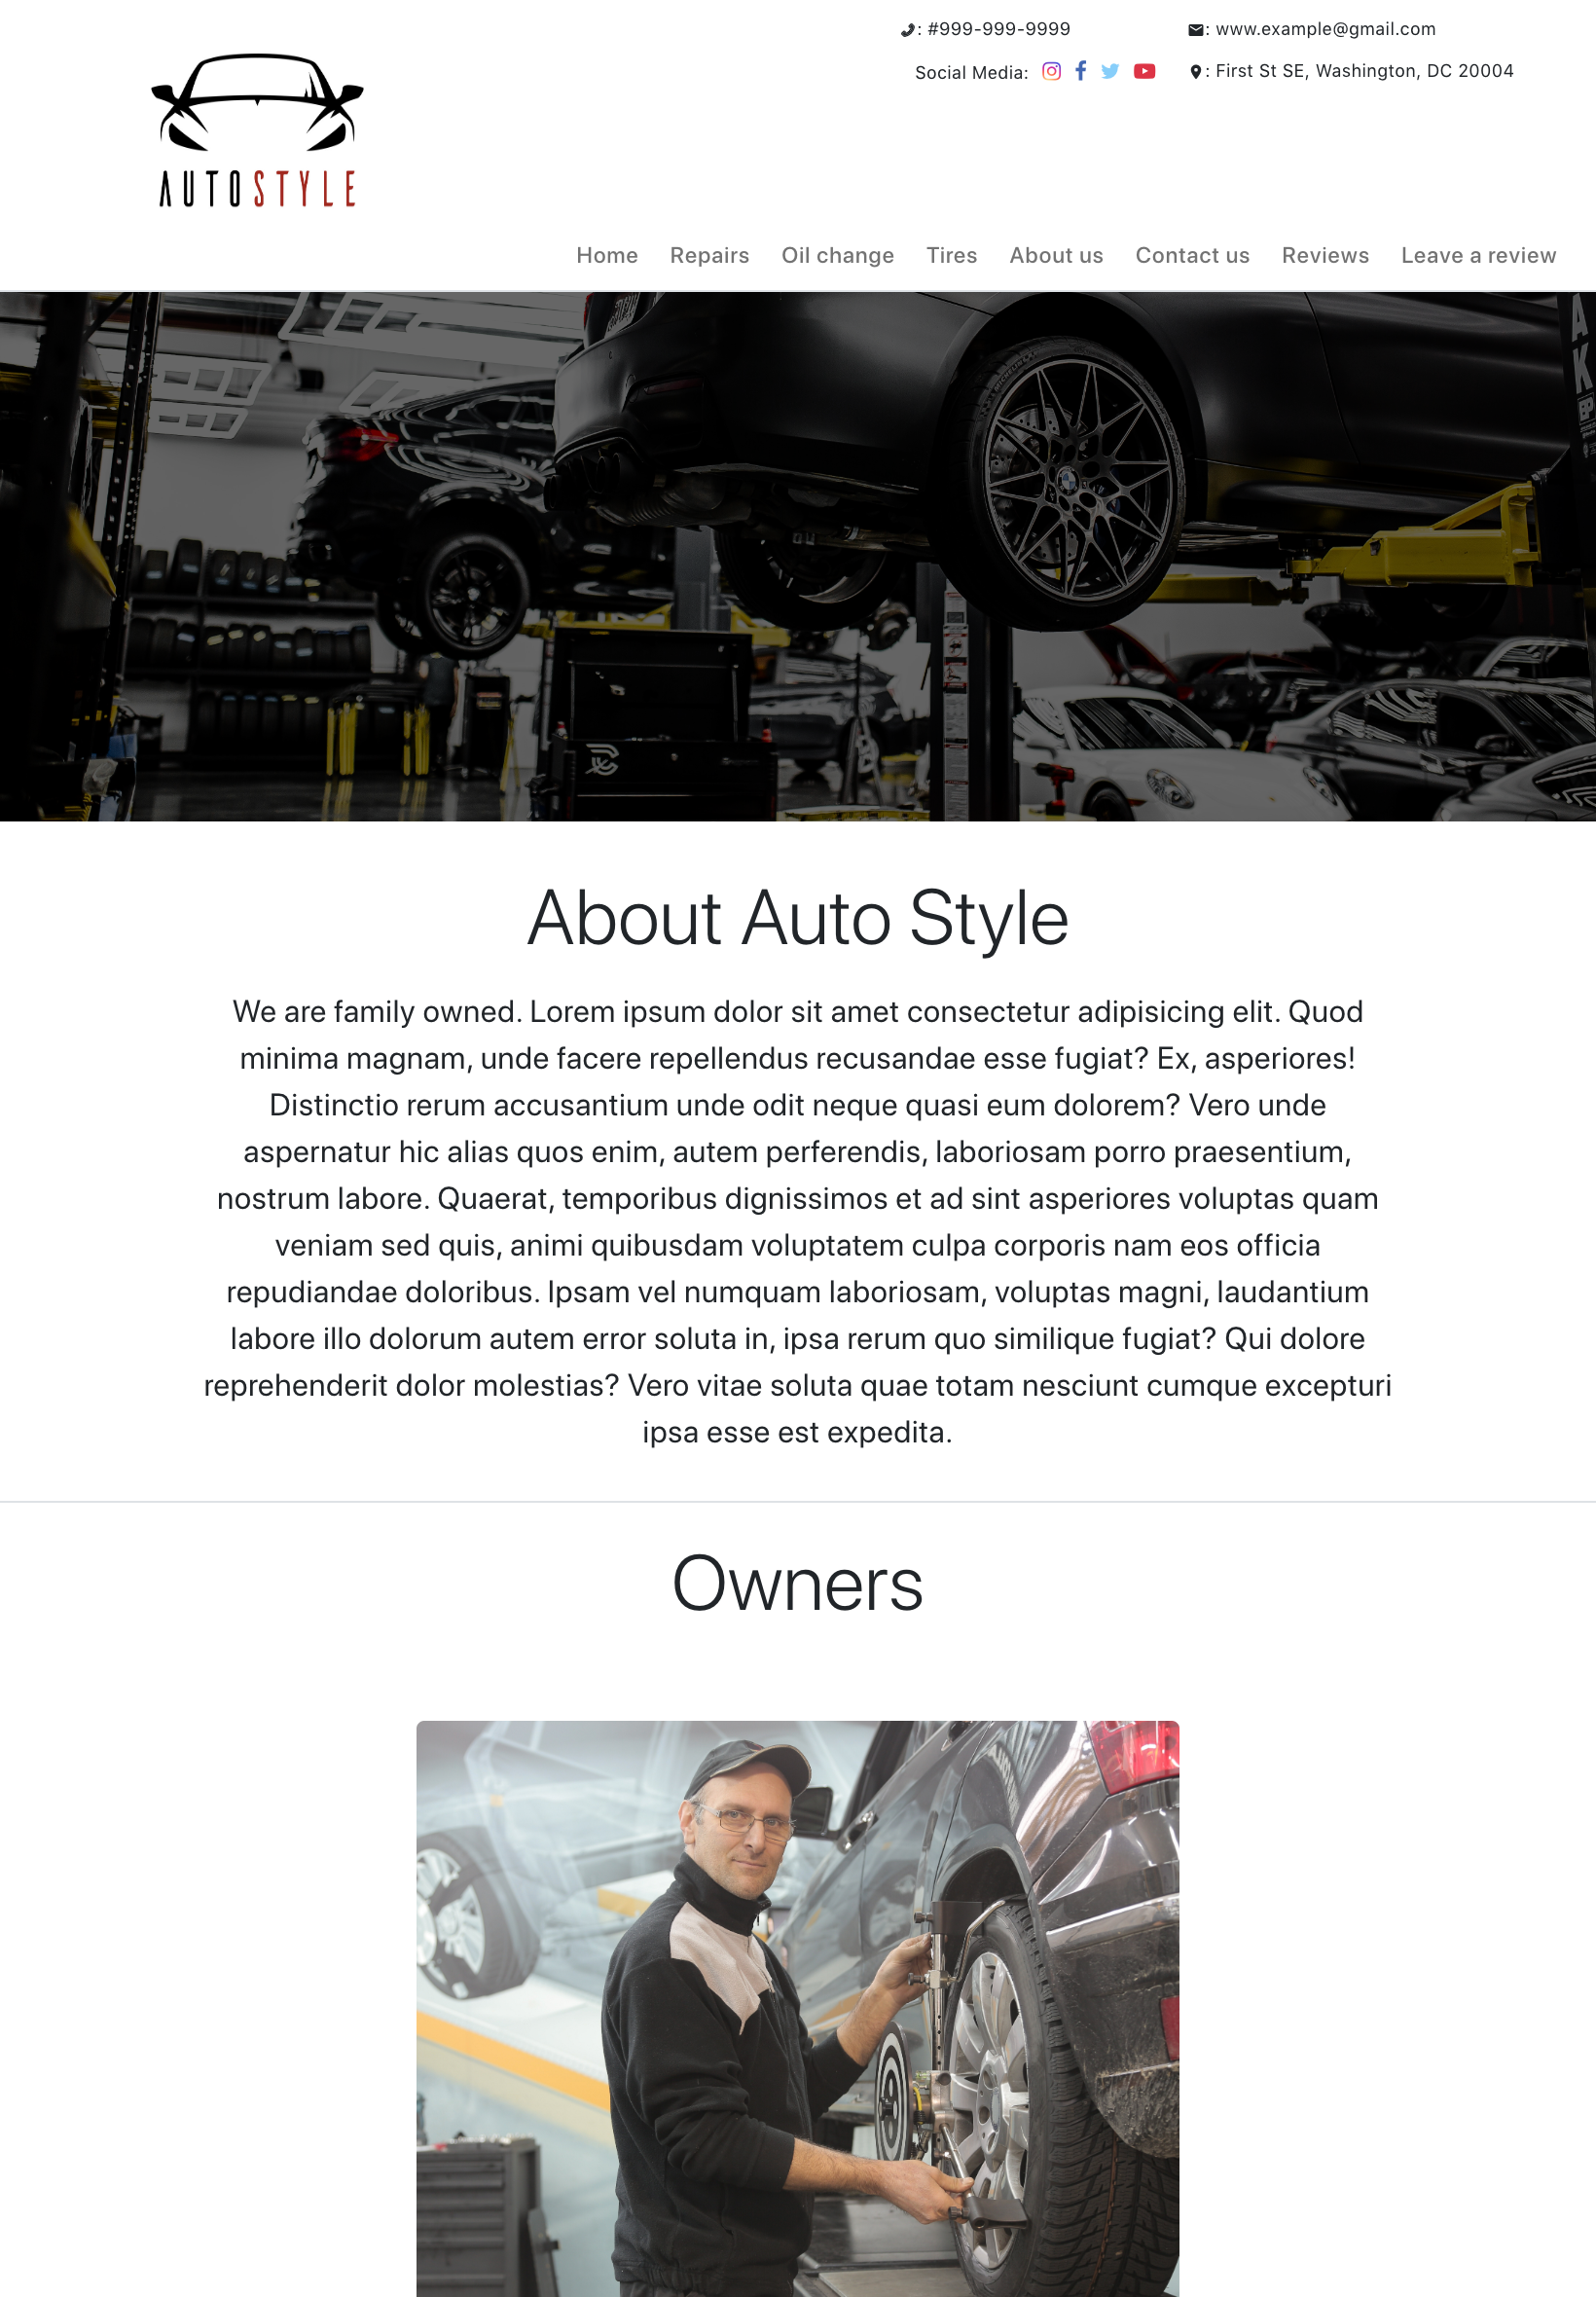 : #999-999-9999
: www.example@gmail.com
Social Media:
: First St SE, Washington, DC 20004
AUTOSTYLE
Home Repairs Oil change Tires About us Contact us Reviews Leave a review
About Auto Style
We are family owned. Lorem ipsum dolor sit amet consectetur adipisicing elit. Quod
minima magnam, unde facere repellendus recusandae esse fugiat? Ex, asperiores!
Distinctio rerum accusantium unde odit neque quasi eum dolorem? Vero unde
aspernatur hic alias quos enim, autem perferendis, laboriosam porro praesentium,
nostrum labore. Quaerat, temporibus dignissimos et ad sint asperiores voluptas quam
veniam sed quis, animi quibusdam voluptatem culpa corporis nam eos officia
repudiandae doloribus. Ipsam vel numquam laboriosam, voluptas magni, laudantium
labore illo dolorum autem error soluta in, ipsa rerum quo similique fugiat? Qui dolore
reprehenderit dolor molestias? Vero vitae soluta quae totam nesciunt cumque excepturi
ipsa esse est expedita.
Owners